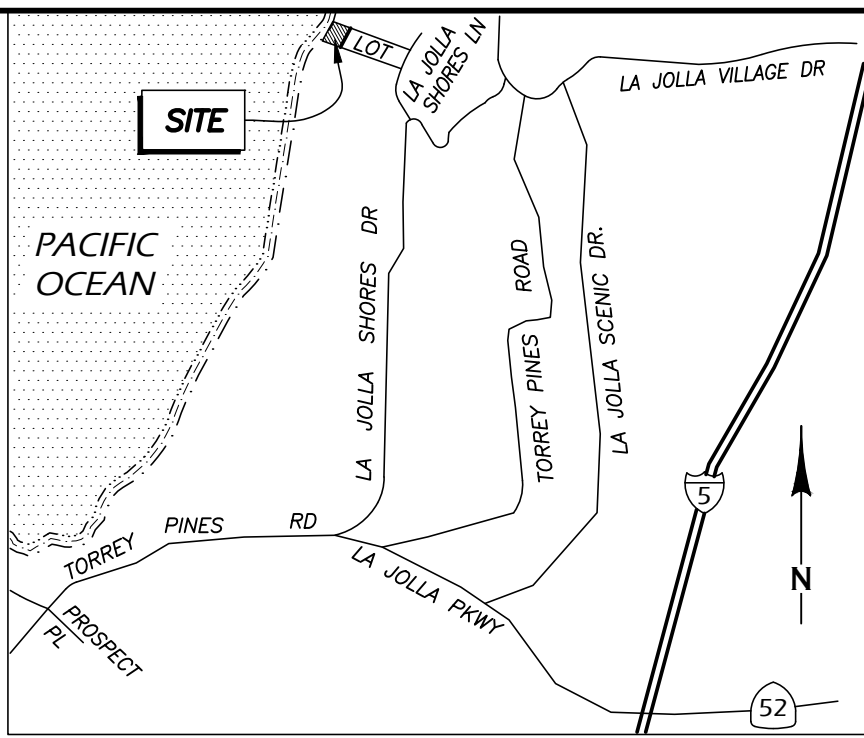 LOT
LA JOLLA
SHORES LN
LA JOLLA VILLAGE DR
SITE
PACIFIC
OCEAN
LA JOLLA SHORES DR
TORREY PINES ROAD
LA JOLLA SCENIC DR.
5
N
TORREY PINES RD
LA JOLLA PKWY
PROSPECT
PL
52